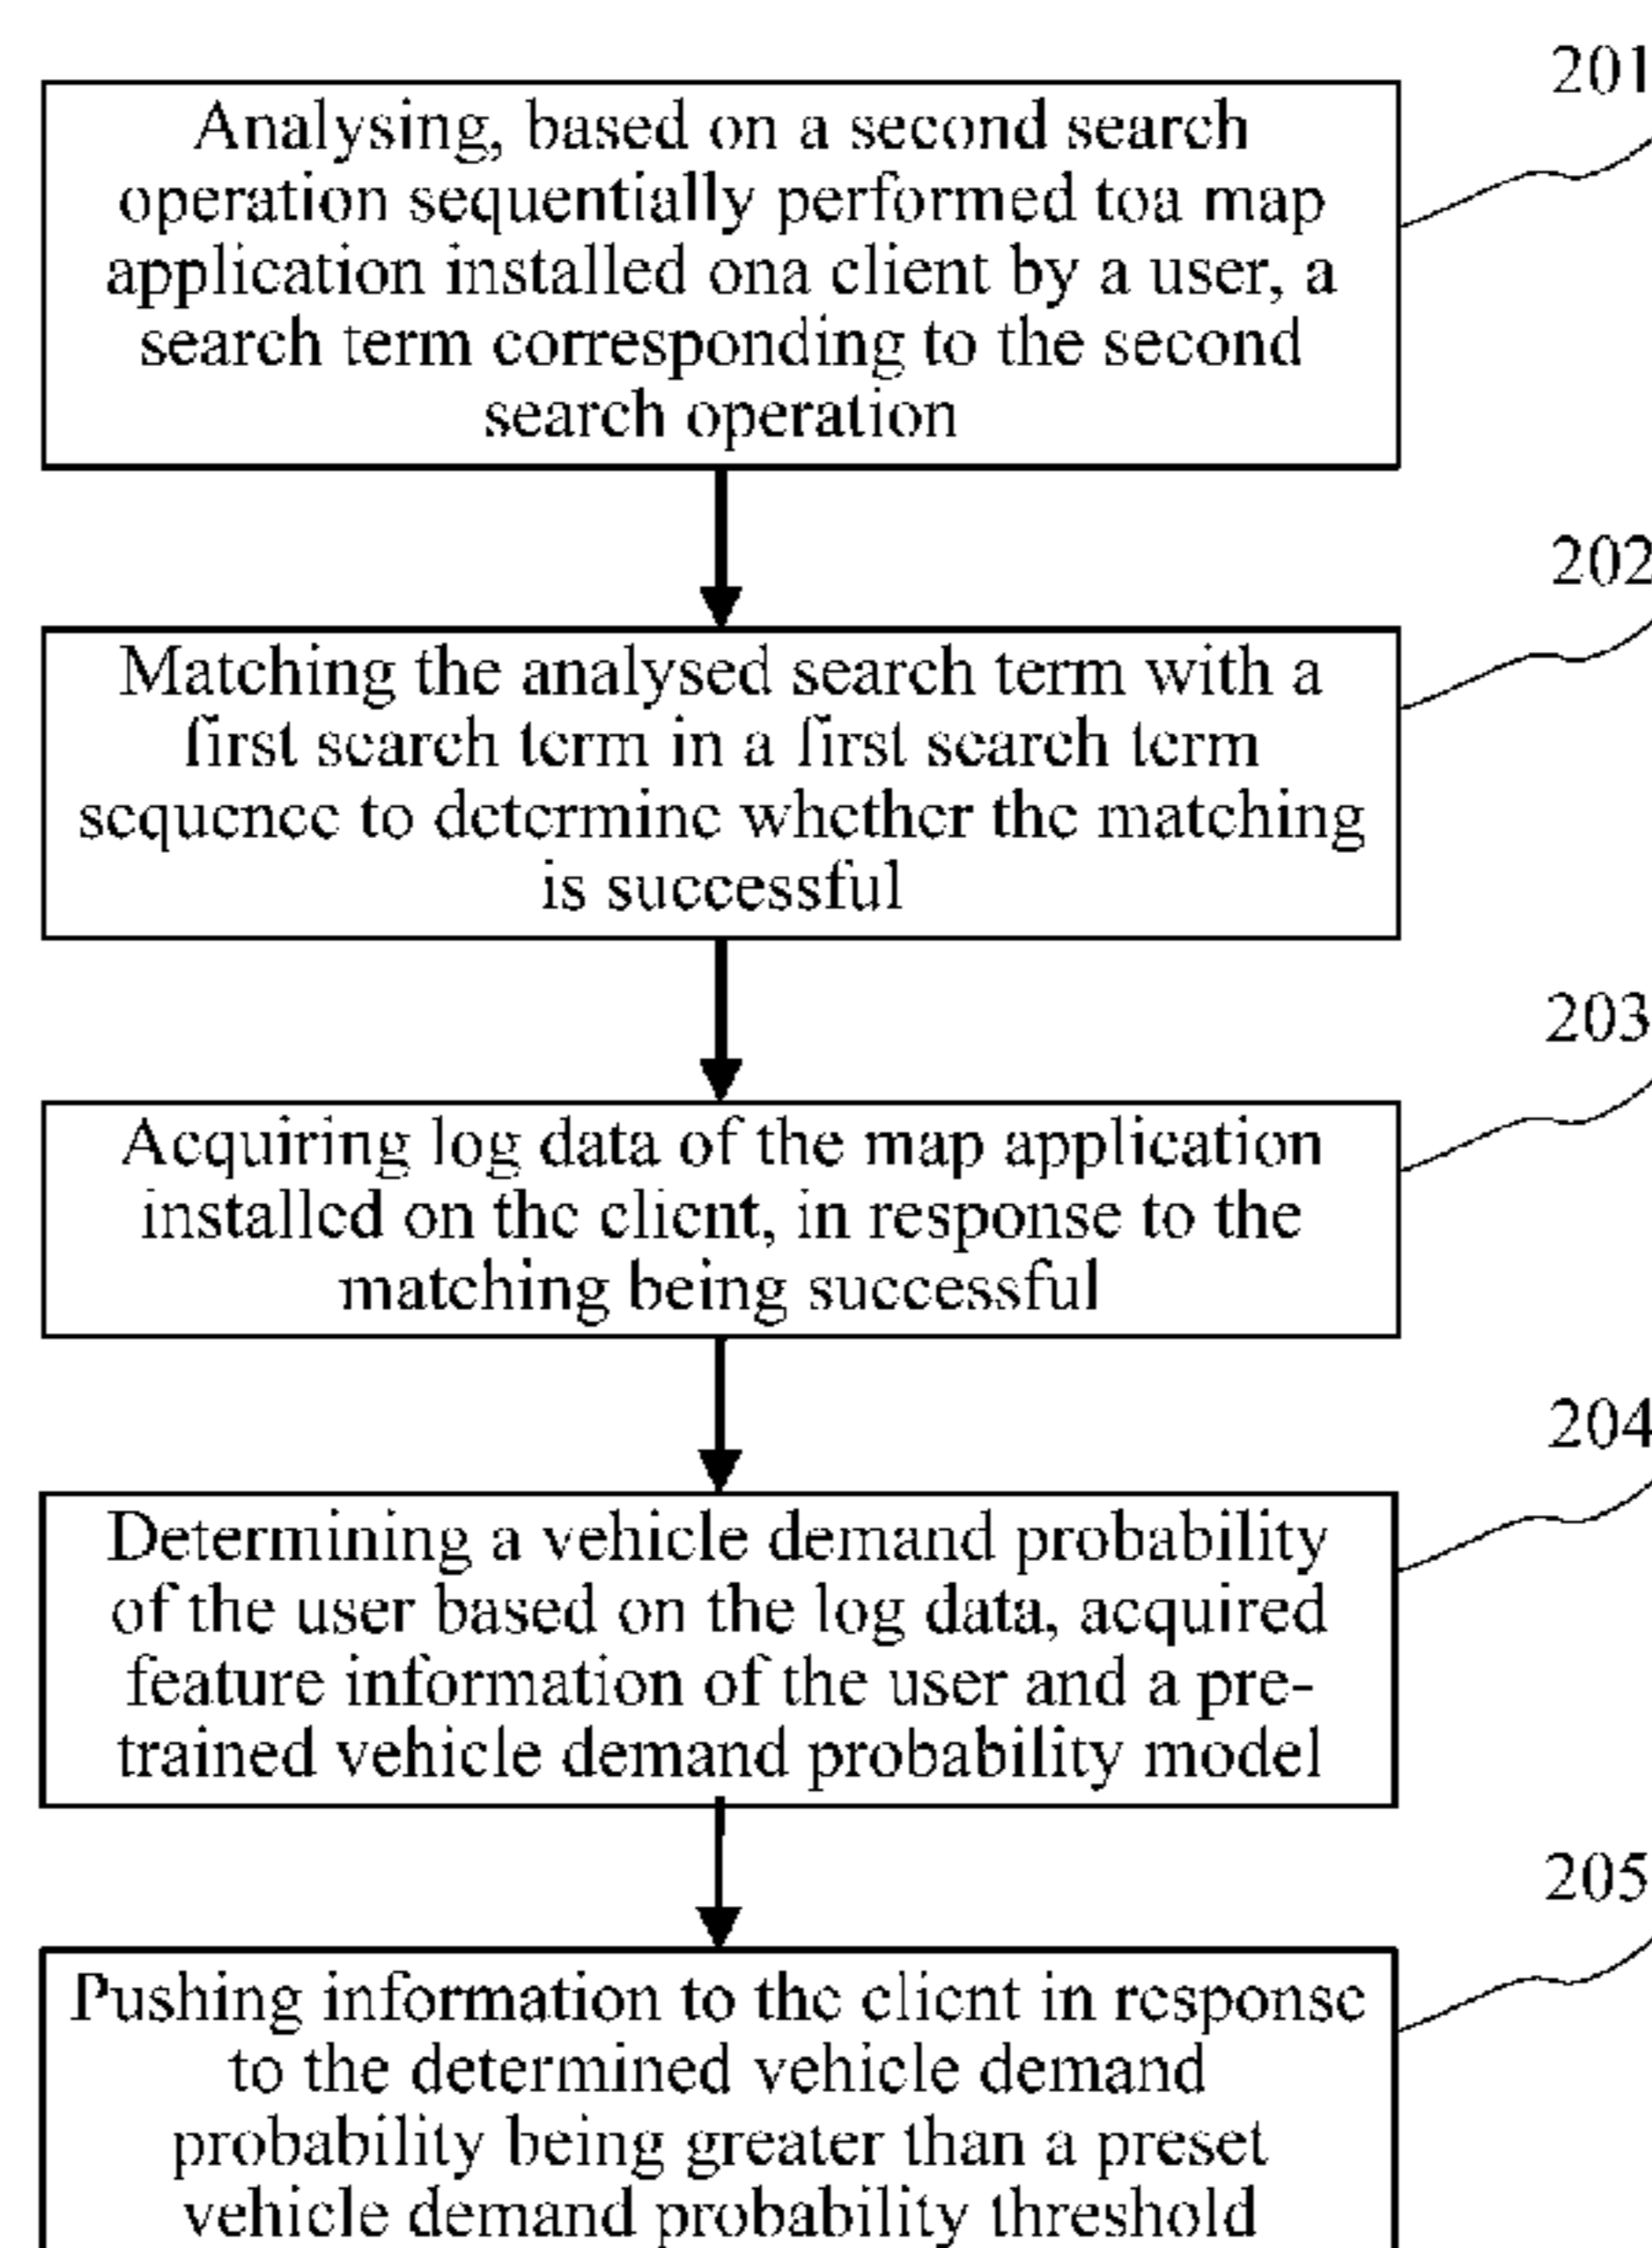 201
Analysing, based on a second search
operation sequentially performed toa map
application installed ona client by a user, a
search term corresponding to the second
search operation
202
Matching the analysed search term with a
first search term in a first search term
sequence to determine whether the matching
is successful
203
Acquiring log data of the map application
installed on the client, in response to the
matching being successful
204
Determining a vehicle demand probability
of the user based on the log data, acquired
feature information of the user and a pre-
trained vehicle demand probability model
205
Pushing information to the client in response
to the determined vehicle demand
probability being greater than a preset
vehicle demand probability threshold